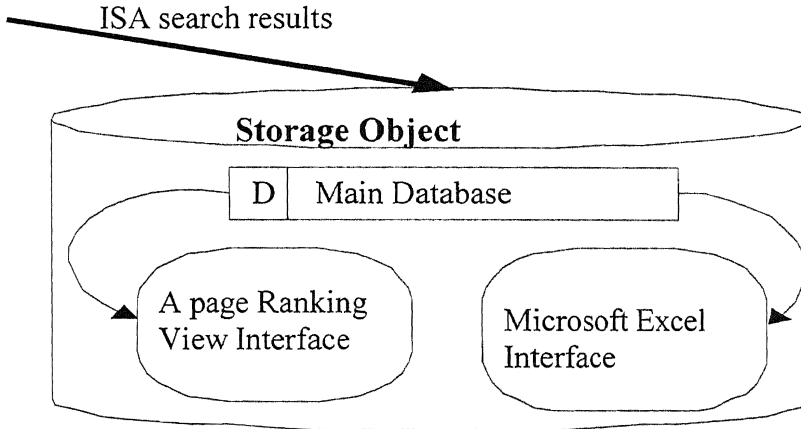 ISA search results
Storage Object
D Main Database
A page Ranking
View Interface
Microsoft Excel
Interface